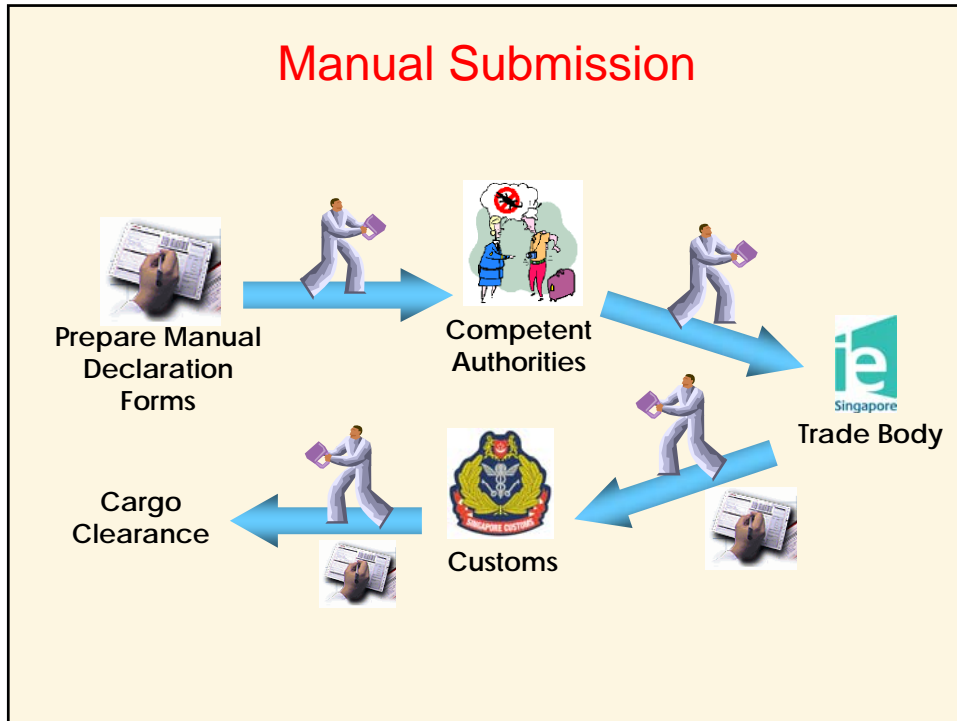 Manual Submission
Prepare Manual
Declaration
Forms
Competent
Authorities
ie
Singapore
Trade Body
SINGAPORE CUSTOMS
Customs
Cargo
Clearance